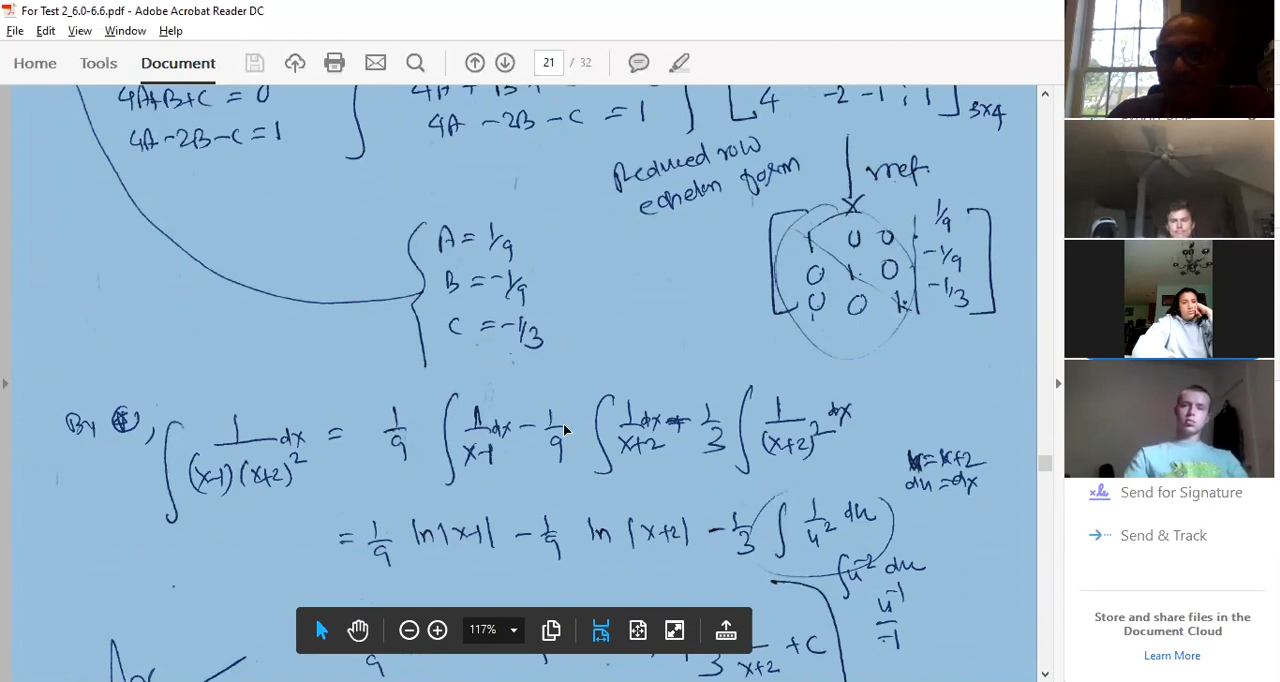 For Test 2_6.0-6.6.pdf - Adobe Acrobat Reader DC
File Edit View Window Help
Home Tools Document 21 / 32
4A+B+C = 0
4A-2B-C = 1
4A - 2B - C = 1
4 -2 -1 ; 1 ] 3x4
Reduced row
echelon form
rref
1 0 0 | 1/9
0 1 0 | -1/9
0 0 1 | -1/3
A = 1/9
B = -1/9
C = -1/3
By (*), ∫ 1/((x-1)(x+2)^2) dx = 1/9 ∫ 1/(x-1) dx - 1/9 ∫ 1/(x+2) dx - 1/3 ∫ 1/(x+2)^2 dx
u = x+2
du = dx
= 1/9 ln|x-1| - 1/9 ln|x+2| - 1/3 ∫ 1/u^2 du
∫ u^-2 du
u^-1/-1
117%
9 3 x+2 + C
Send for Signature
Send & Track
Store and share files in the
Document Cloud
Learn More